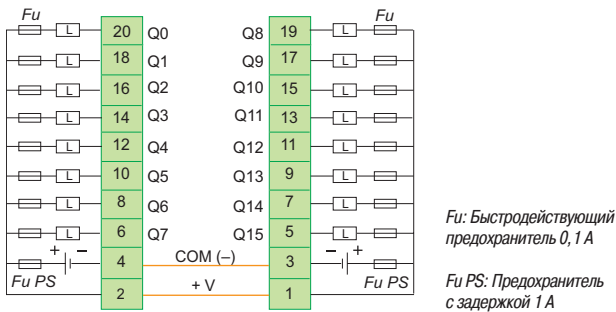 Fu Fu
L 20 Q0 Q8 19 L
L 18 Q1 Q9 17 L
L 16 Q2 Q10 15 L
L 14 Q3 Q11 13 L
L 12 Q4 Q12 11 L
L 10 Q5 Q13 9 L
L 8 Q6 Q14 7 L
L 6 Q7 Q15 5 L
+ – 4 COM (–) 3 – +
Fu PS 2 + V 1 Fu PS
Fu: Быстродействующий
предохранитель 0,1 A
Fu PS: Предохранитель
с задержкой 1 A